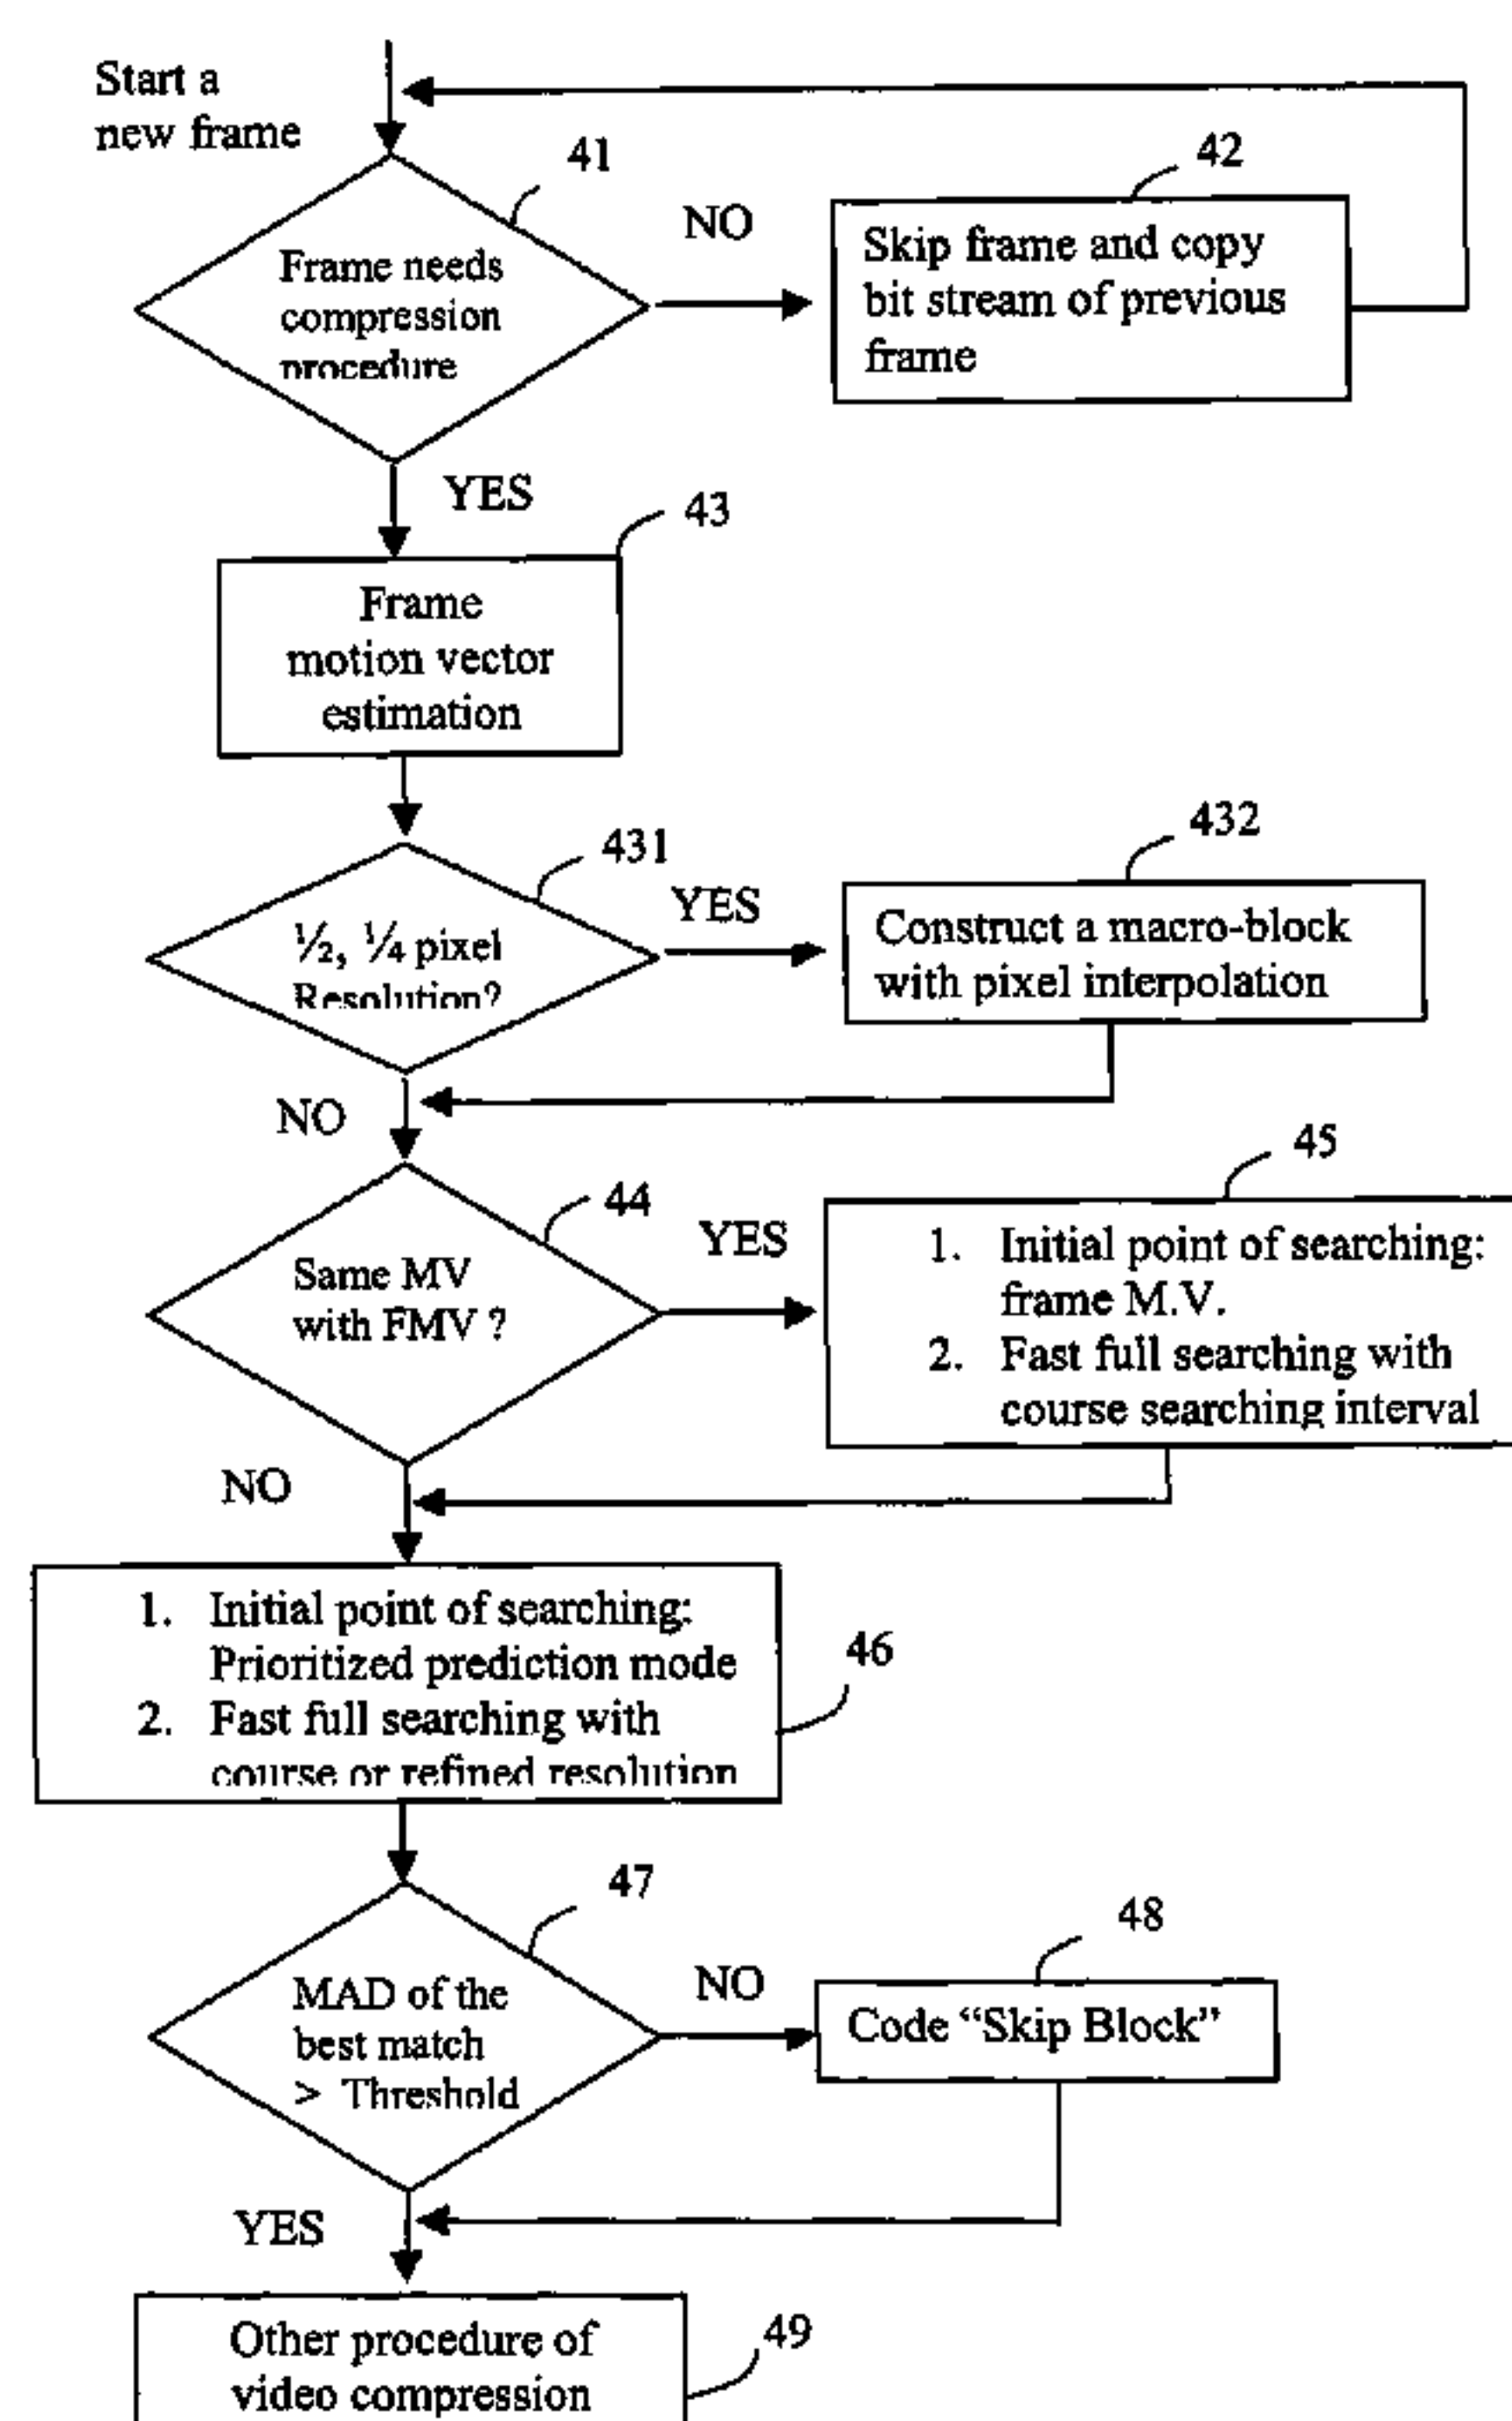 Start a
new frame
41
42
NO
Skip frame and copy
bit stream of previous
frame
Frame needs
compression
procedure
YES
43
Frame
motion vector
estimation
431
432
YES
½, ¼ pixel
Resolution?
Construct a macro-block
with pixel interpolation
NO
44
45
YES
Same MV
with FMV ?
1. Initial point of searching:
frame M.V.
2. Fast full searching with
course searching interval
NO
1. Initial point of searching:
Prioritized prediction mode
2. Fast full searching with
course or refined resolution
46
47
48
NO
MAD of the
best match
> Threshold
Code “Skip Block”
YES
Other procedure of
video compression
49